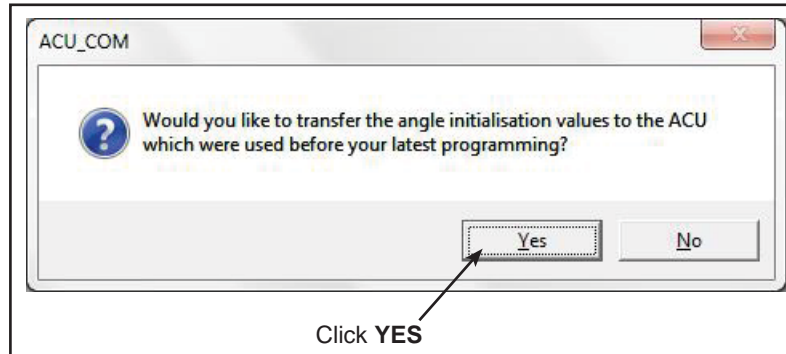 ACU_COM
Would you like to transfer the angle initialisation values to the ACU
which were used before your latest programming?
Yes
No
Click YES